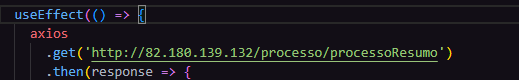 useEffect(() => {
axios
.get('http://82.180.139.132/processo/processoResumo')
.then(response => {